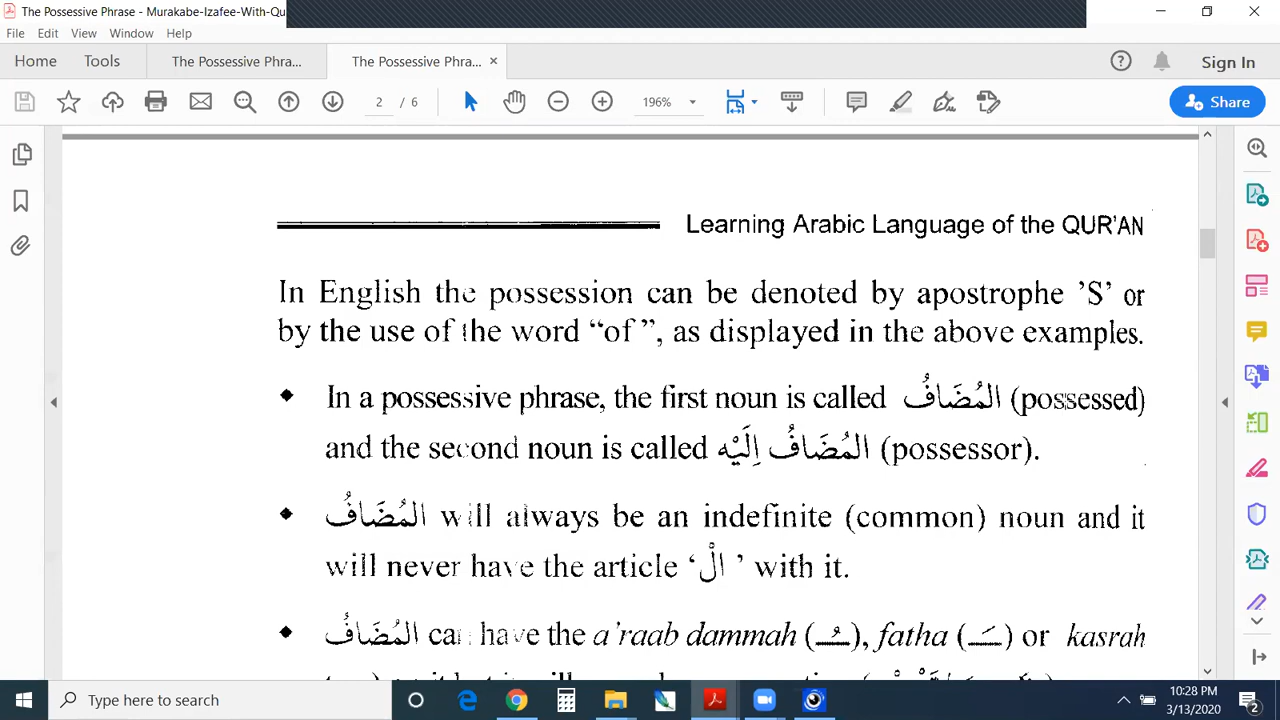 The Possessive Phrase - Murakabe-Izafee-With-Qu
File Edit View Window Help
Home Tools The Possessive Phra... The Possessive Phra... × Sign In
2 / 6 196% Share
Learning Arabic Language of the QUR'AN
In English the possession can be denoted by apostrophe 'S' or
by the use of the word “of ”, as displayed in the above examples.
◆ In a possessive phrase, the first noun is called المُضَافُ (possessed)
and the second noun is called المُضَافُ اِلَيْه (possessor).
◆ المُضَافُ will always be an indefinite (common) noun and it
will never have the article ‘ الْ ’ with it.
◆ المُضَافُ can have the a'raab dammah (ـُـ), fatha (ـَـ) or kasrah
Type here to search
10:28 PM
3/13/2020
2